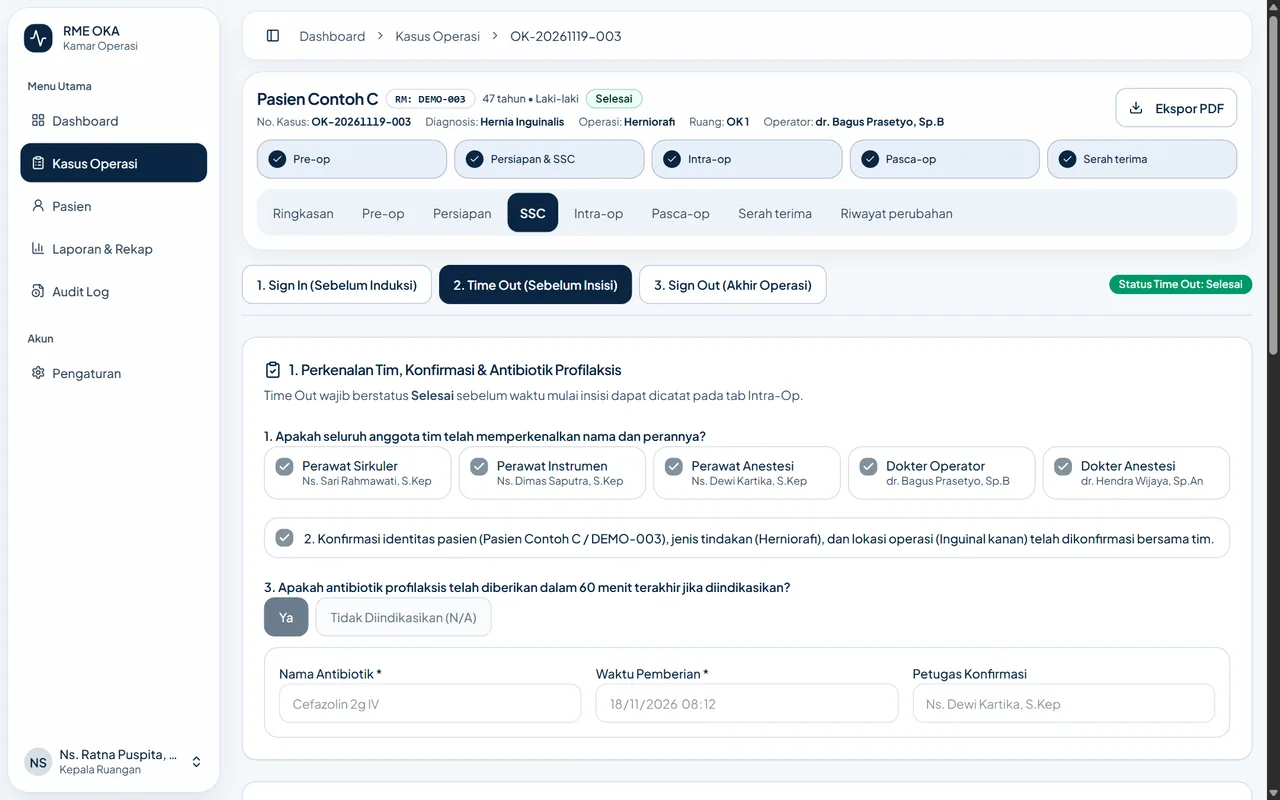 RME OKA
Kamar Operasi
Menu Utama
Dashboard
Kasus Operasi
Pasien
Laporan & Rekap
Audit Log
Akun
Pengaturan
NS
Ns. Ratna Puspita, ...
Kepala Ruangan
Dashboard > Kasus Operasi > OK-20261119-003
Pasien Contoh C RM: DEMO-003 47 tahun • Laki-laki Selesai
Ekspor PDF
No. Kasus: OK-20261119-003 Diagnosis: Hernia Inguinalis Operasi: Herniorafi Ruang: OK 1 Operator: dr. Bagus Prasetyo, Sp.B
Pre-op Persiapan & SSC Intra-op Pasca-op Serah terima
Ringkasan Pre-op Persiapan SSC Intra-op Pasca-op Serah terima Riwayat perubahan
1. Sign In (Sebelum Induksi) 2. Time Out (Sebelum Insisi) 3. Sign Out (Akhir Operasi) Status Time Out: Selesai
1. Perkenalan Tim, Konfirmasi & Antibiotik Profilaksis
Time Out wajib berstatus Selesai sebelum waktu mulai insisi dapat dicatat pada tab Intra-Op.
1. Apakah seluruh anggota tim telah memperkenalkan nama dan perannya?
Perawat Sirkuler
Ns. Sari Rahmawati, S.Kep
Perawat Instrumen
Ns. Dimas Saputra, S.Kep
Perawat Anestesi
Ns. Dewi Kartika, S.Kep
Dokter Operator
dr. Bagus Prasetyo, Sp.B
Dokter Anestesi
dr. Hendra Wijaya, Sp.An
2. Konfirmasi identitas pasien (Pasien Contoh C / DEMO-003), jenis tindakan (Herniorafi), dan lokasi operasi (Inguinal kanan) telah dikonfirmasi bersama tim.
3. Apakah antibiotik profilaksis telah diberikan dalam 60 menit terakhir jika diindikasikan?
Ya Tidak Diindikasikan (N/A)
Nama Antibiotik * Waktu Pemberian * Petugas Konfirmasi
Cefazolin 2g IV 18/11/2026 08:12 Ns. Dewi Kartika, S.Kep